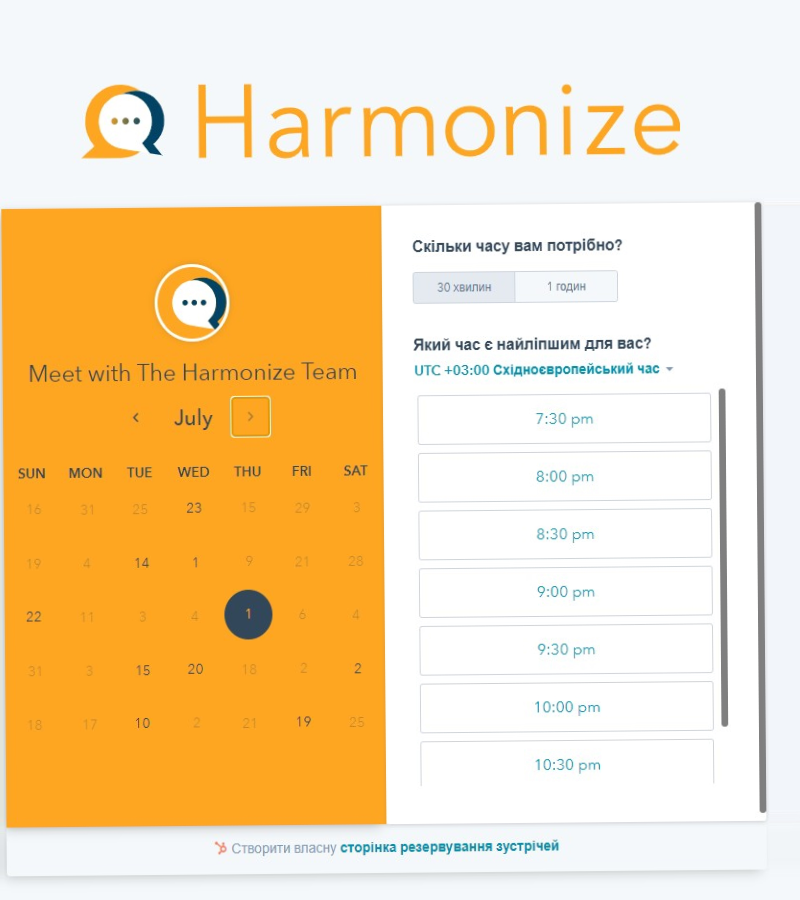 Harmonize
Meet with The Harmonize Team
July
SUN MON TUE WED THU FRI SAT
16 31 25 23 15 29 3
19 4 14 1 9 21 28
22 11 3 4 1 6 4
31 3 15 20 18 2 2
18 17 10 2 21 19 25
Скільки часу вам потрібно?
30 хвилин 1 годин
Який час є найліпшим для вас?
UTC +03:00 Східноєвропейський час
7:30 pm
8:00 pm
8:30 pm
9:00 pm
9:30 pm
10:00 pm
10:30 pm
Створити власну сторінка резервування зустрічей